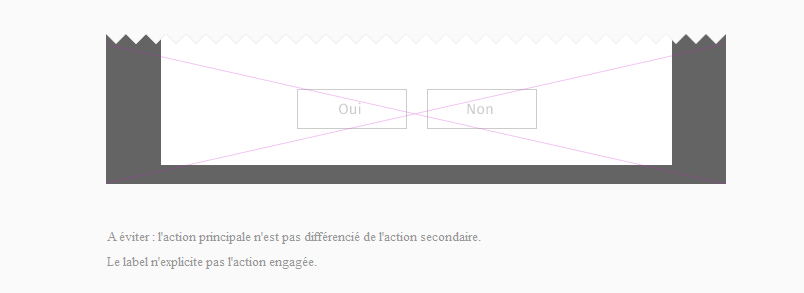 Oui Non
A éviter : l'action principale n'est pas différencié de l'action secondaire.
Le label n'explicite pas l'action engagée.